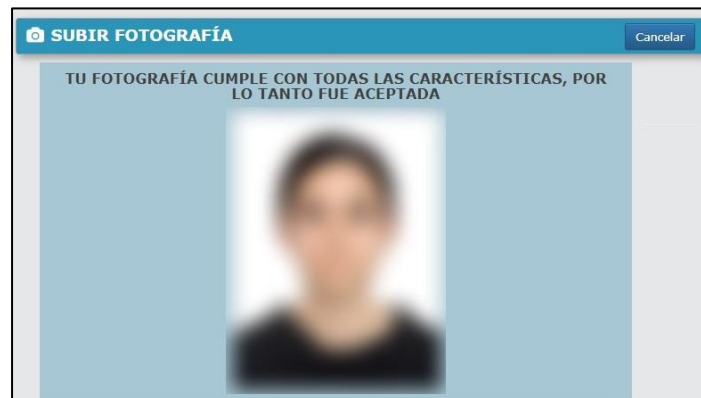 SUBIR FOTOGRAFÍA
Cancelar
TU FOTOGRAFÍA CUMPLE CON TODAS LAS CARACTERÍSTICAS, POR
LO TANTO FUE ACEPTADA